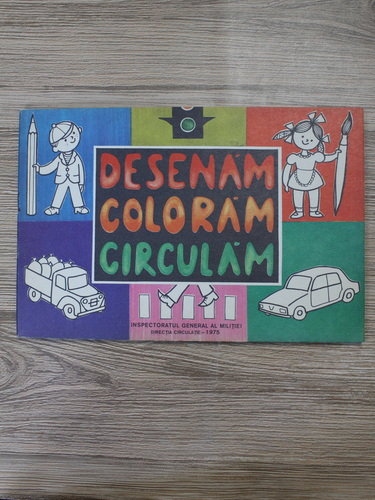 DESENĂM
COLORĂM
CIRCULĂM
INSPECTORATUL GENERAL AL MILIȚIEI
DIRECȚIA CIRCULAȚIE - 1975